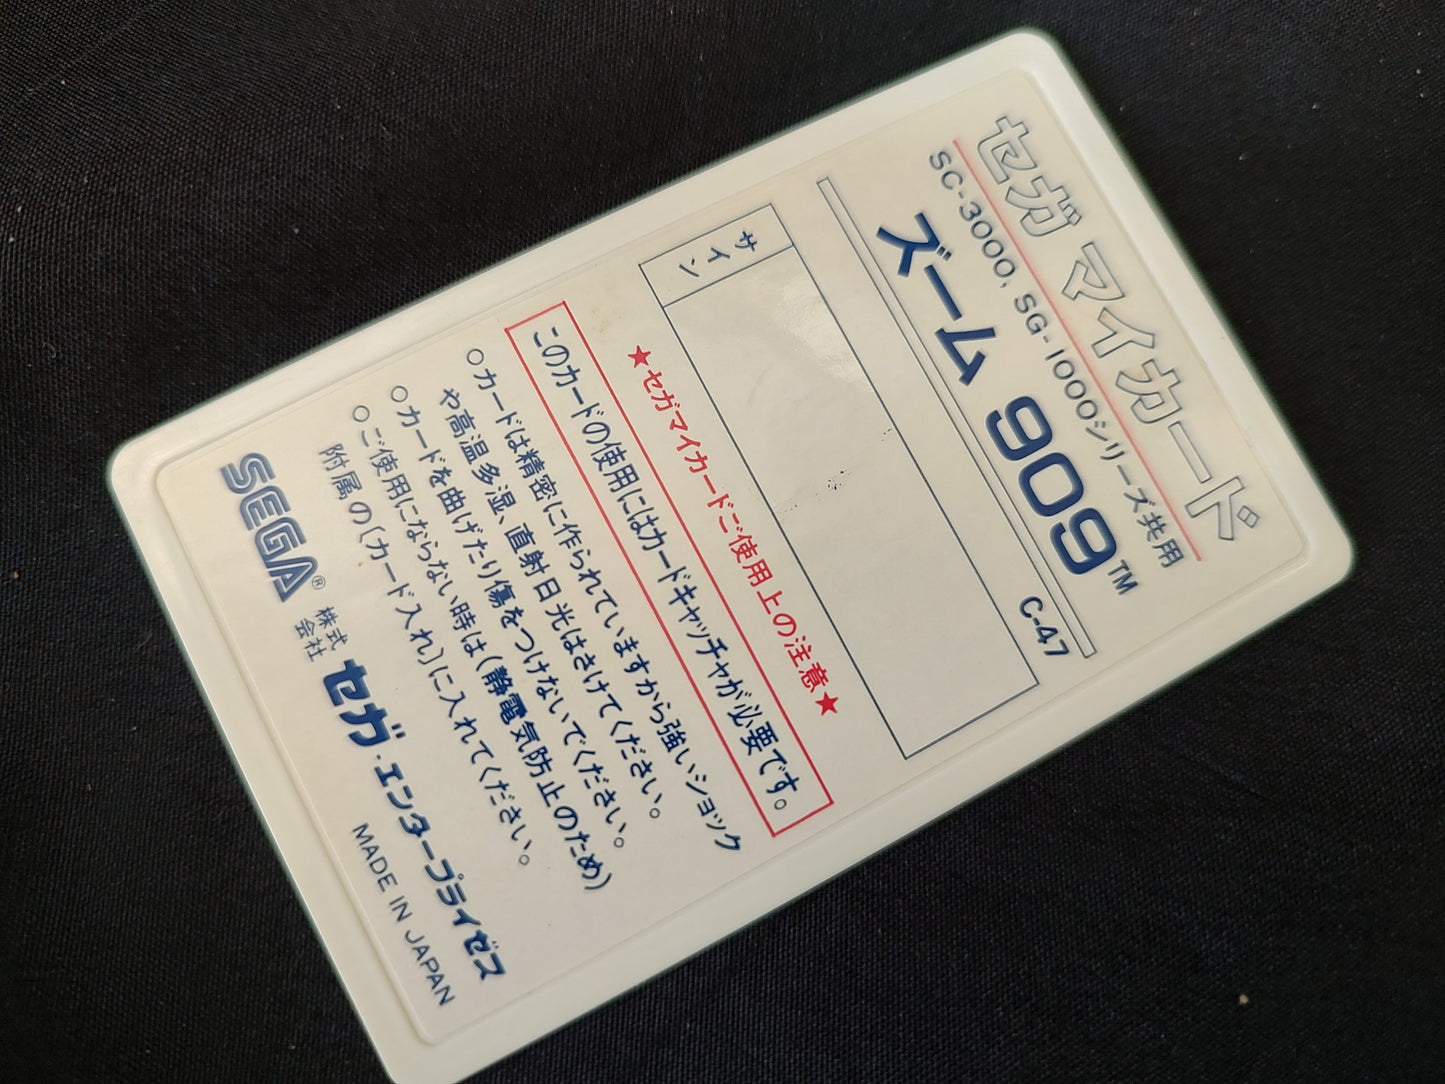 セガ マイカード
SC-3000, SG-1000シリーズ共用
ズーム 909™
C-47
サイン
★セガマイカードご使用上の注意★
このカードの使用にはカードキャッチャが必要です。
○カードは精密に作られていますから強いショック
や高温多湿、直射日光はさけてください。
○カードを曲げたり傷をつけないでください。
○ご使用にならない時は(静電気防止のため)
附属の〔カード入れ〕に入れてください。
SEGA® 株式会社 セガ・エンタープライゼス
MADE IN JAPAN